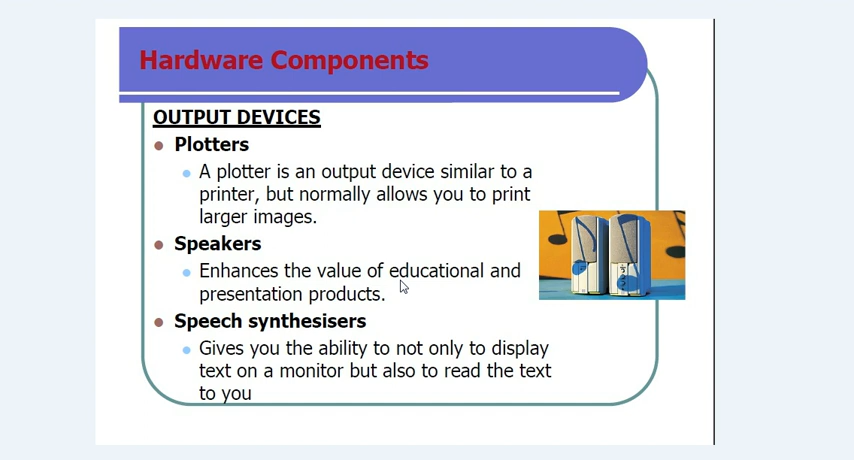 Hardware Components
OUTPUT DEVICES
Plotters
A plotter is an output device similar to a
printer, but normally allows you to print
larger images.
Speakers
Enhances the value of educational and
presentation products.
Speech synthesisers
Gives you the ability to not only to display
text on a monitor but also to read the text
to you